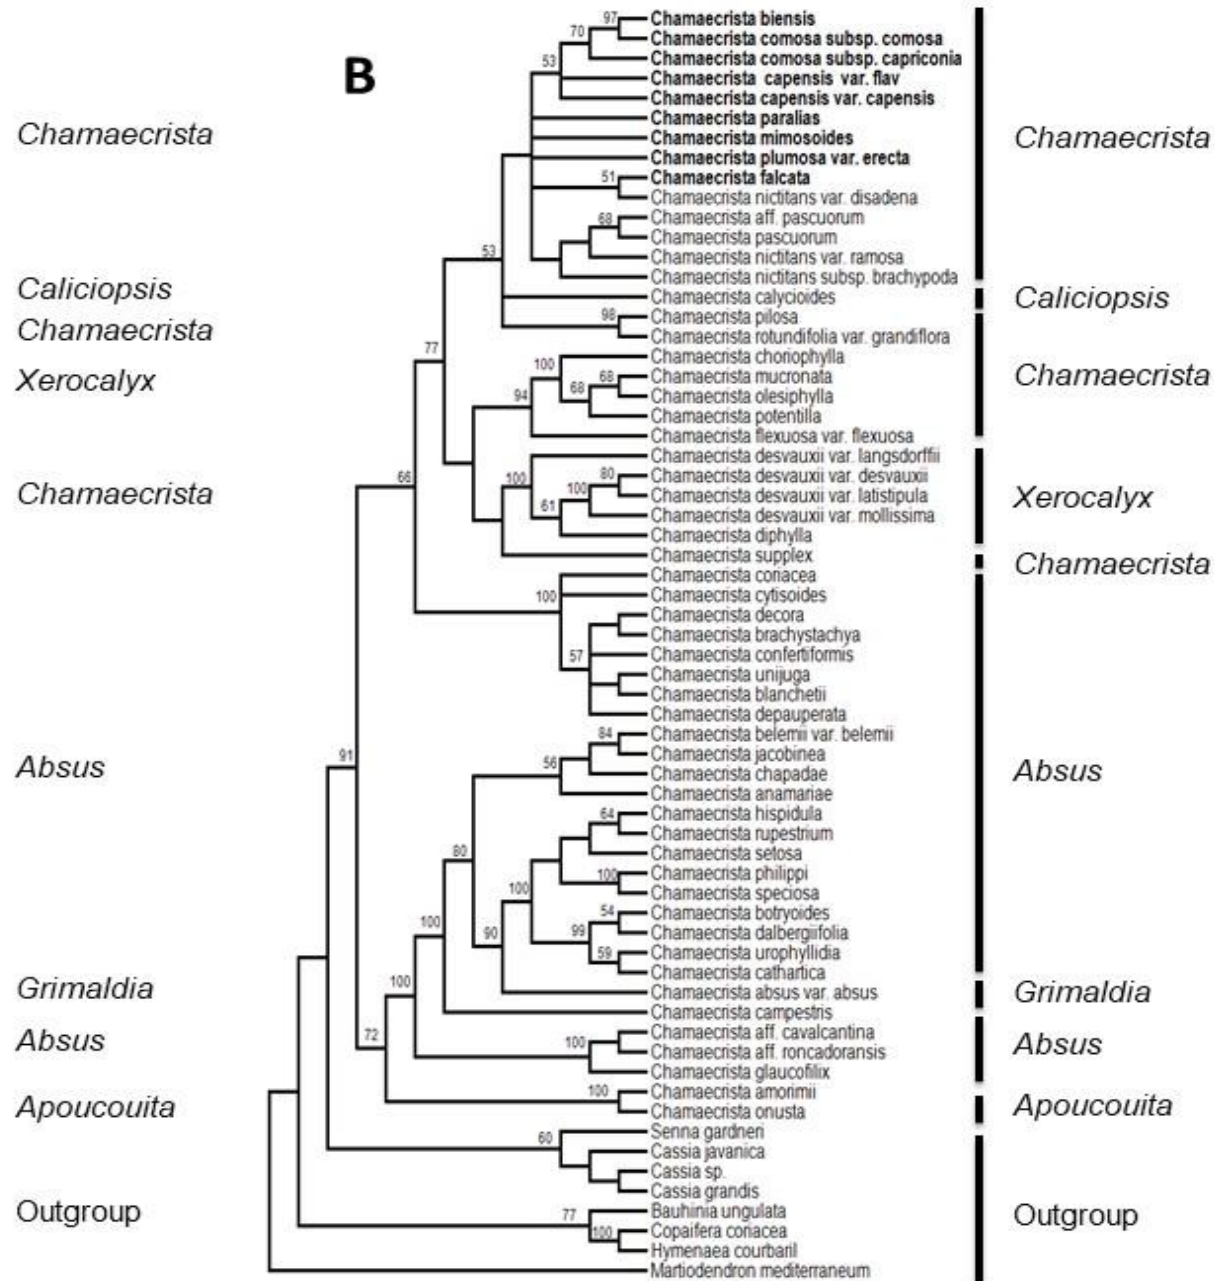 B
97
Chamaecrista biensis
70
Chamaecrista comosa subsp. comosa
Chamaecrista comosa subsp. capriconia
53
Chamaecrista capensis var. flav
Chamaecrista capensis var. capensis
Chamaecrista paralias
Chamaecrista
Chamaecrista mimosoides
Chamaecrista
Chamaecrista plumosa var. erecta
51
Chamaecrista falcata
Chamaecrista nictitans var. disadena
68
Chamaecrista aff. pascuorum
Chamaecrista pascuorum
53
Chamaecrista nictitans var. ramosa
Chamaecrista nictitans subsp. brachypoda
Caliciopsis
Chamaecrista calycioides
Caliciopsis
98
Chamaecrista pilosa
Chamaecrista
Chamaecrista rotundifolia var. grandiflora
77
100
Chamaecrista choriophylla
Xerocalyx
68
Chamaecrista mucronata
Chamaecrista
94
68
Chamaecrista olesiphylla
Chamaecrista potentilla
Chamaecrista flexuosa var. flexuosa
Chamaecrista desvauxii var. langsdorffii
66
100
80
Chamaecrista desvauxii var. desvauxii
Chamaecrista
100
Chamaecrista desvauxii var. latistipula
Xerocalyx
61
Chamaecrista desvauxii var. mollissima
Chamaecrista diphylla
Chamaecrista supplex
Chamaecrista
Chamaecrista coriacea
100
Chamaecrista cytisoides
Chamaecrista decora
Chamaecrista brachystachya
57
Chamaecrista confertiformis
Chamaecrista unijuga
Chamaecrista blanchetii
Chamaecrista depauperata
84
Chamaecrista belemii var. belemii
91
Chamaecrista jacobinea
Absus
56
Chamaecrista chapadae
Absus
Chamaecrista anamariae
64
Chamaecrista hispidula
Chamaecrista rupestrium
80
Chamaecrista setosa
100
100
Chamaecrista philippi
Chamaecrista speciosa
100
54
Chamaecrista botryoides
90
99
Chamaecrista dalbergiifolia
59
Chamaecrista urophyllidia
Chamaecrista cathartica
Grimaldia
100
Chamaecrista absus var. absus
Grimaldia
Chamaecrista campestris
Absus
72
100
Chamaecrista aff. cavalcantina
Absus
Chamaecrista aff. roncadoransis
Chamaecrista glaucofilix
100
Chamaecrista amorimii
Apoucouita
Chamaecrista onusta
Apoucouita
60
Senna gardneri
Cassia javanica
Cassia sp.
Cassia grandis
Outgroup
77
Bauhinia ungulata
Outgroup
100
Copaifera coriacea
Hymenaea courbaril
Martiodendron mediterraneum